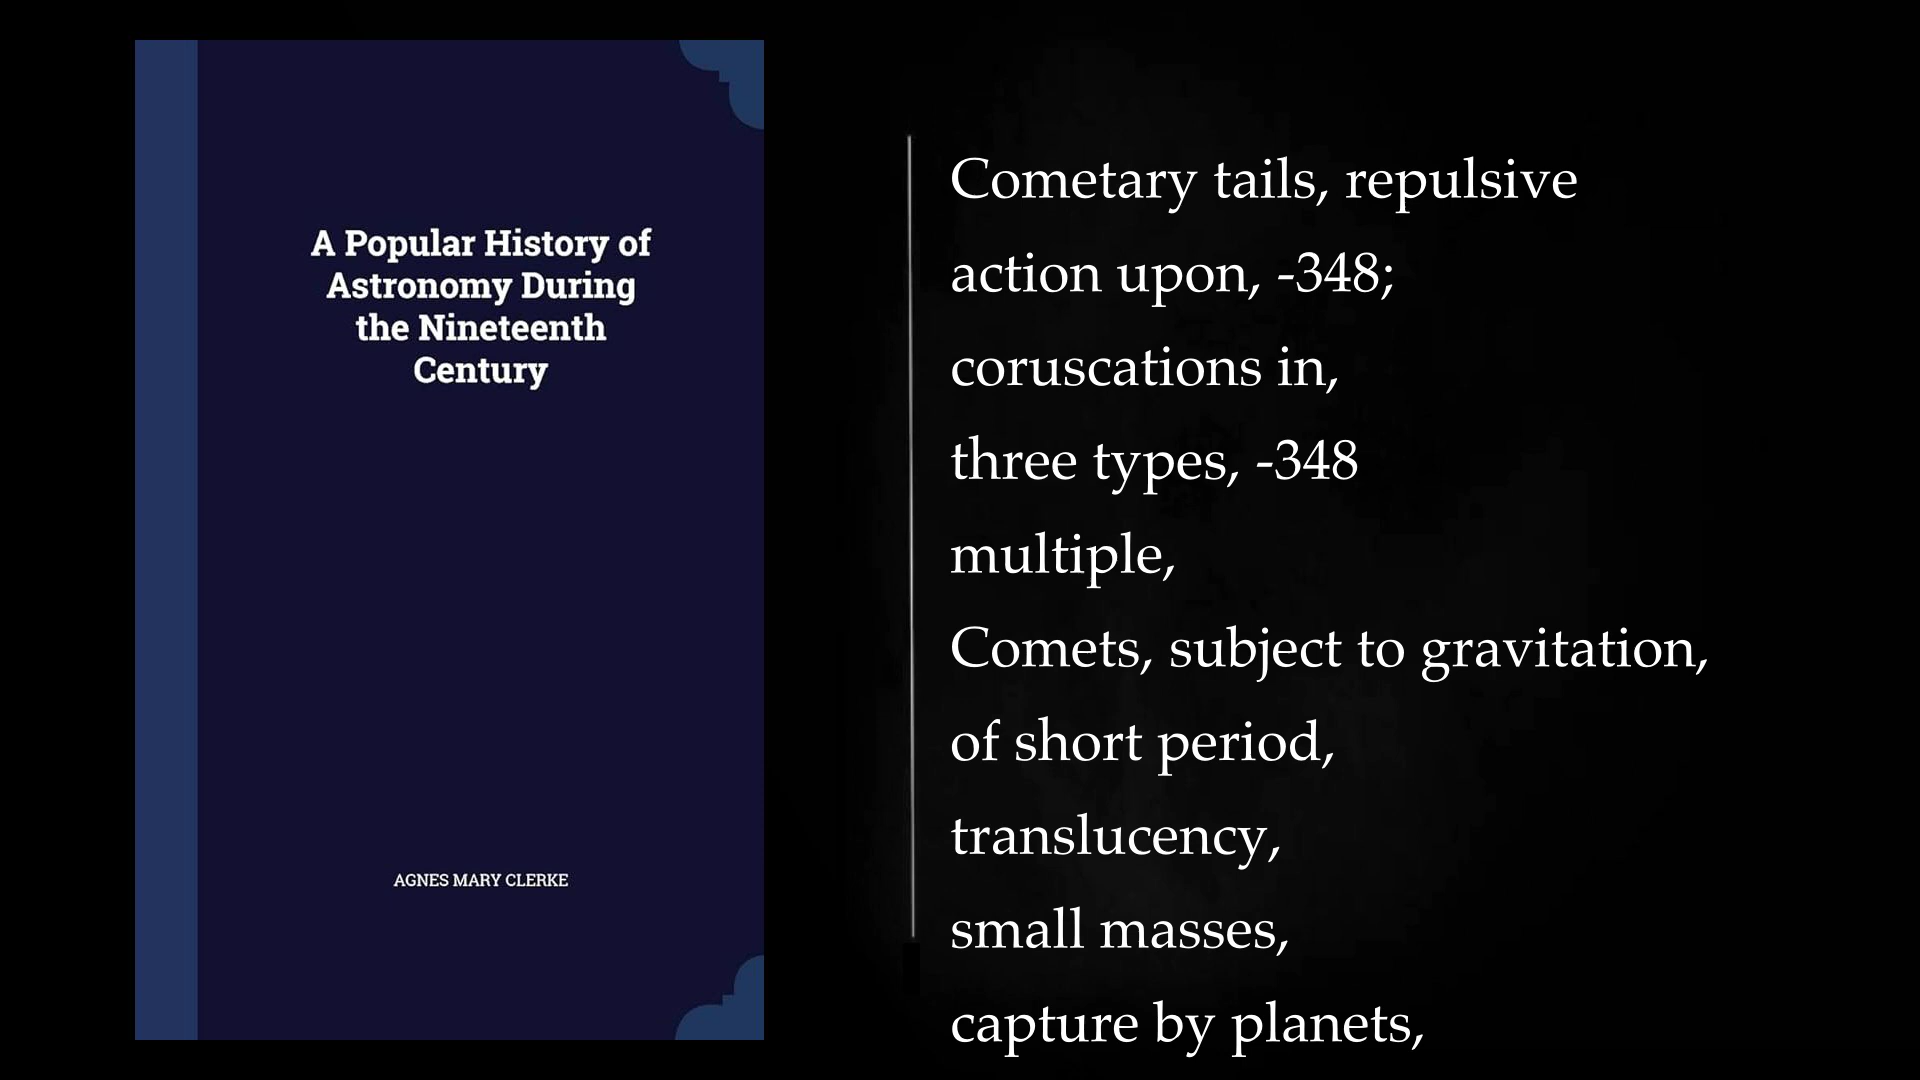 A Popular History of
Astronomy During
the Nineteenth
Century
AGNES MARY CLERKE
Cometary tails, repulsive
action upon, -348;
coruscations in,
three types, -348
multiple,
Comets, subject to gravitation,
of short period,
translucency,
small masses,
capture by planets,